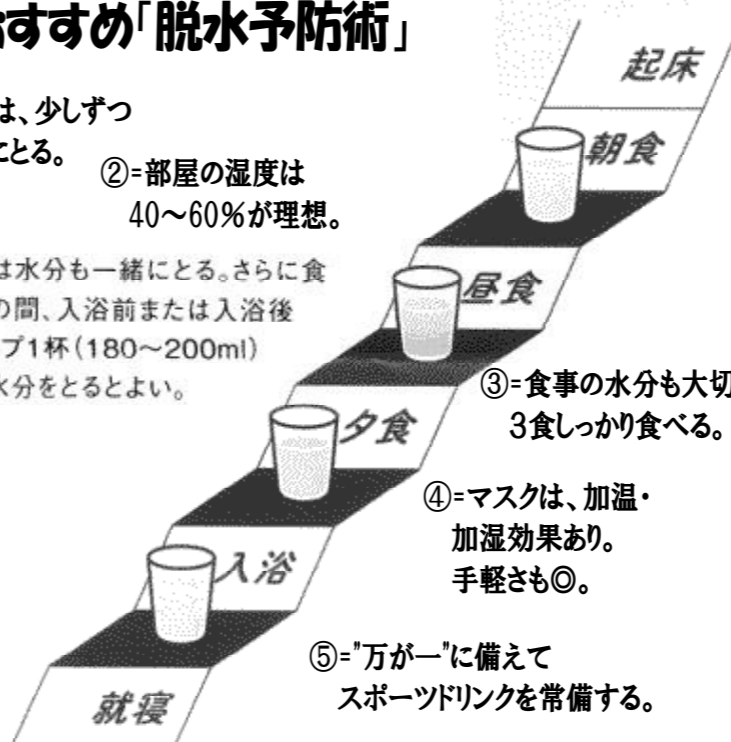 おすすめ「脱水予防術」
は、少しずつ
にとる。
②=部屋の湿度は
40～60%が理想。
は水分も一緒にとる。さらに食
の間、入浴前または入浴後
プ1杯(180～200ml)
水分をとるとよい。
起床
朝食
昼食
③=食事の水分も大切
3食しっかり食べる。
夕食
④=マスクは、加温・
加湿効果あり。
手軽さも◎。
入浴
⑤="万が一"に備えて
スポーツドリンクを常備する。
就寝